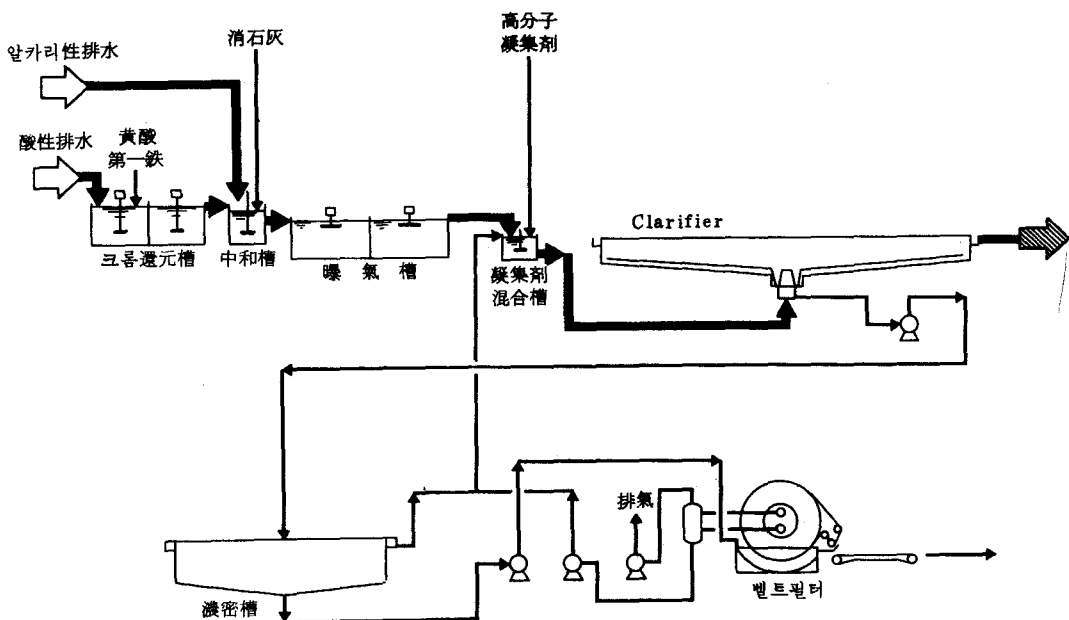 高分子
凝集剤
消石灰
알카리性排水
酸性排水
黄酸
第一鉄
Clarifier
크롬還元槽
中和槽
曝氣槽
凝集剤
混合槽
排氣
벨트필터
濃密槽